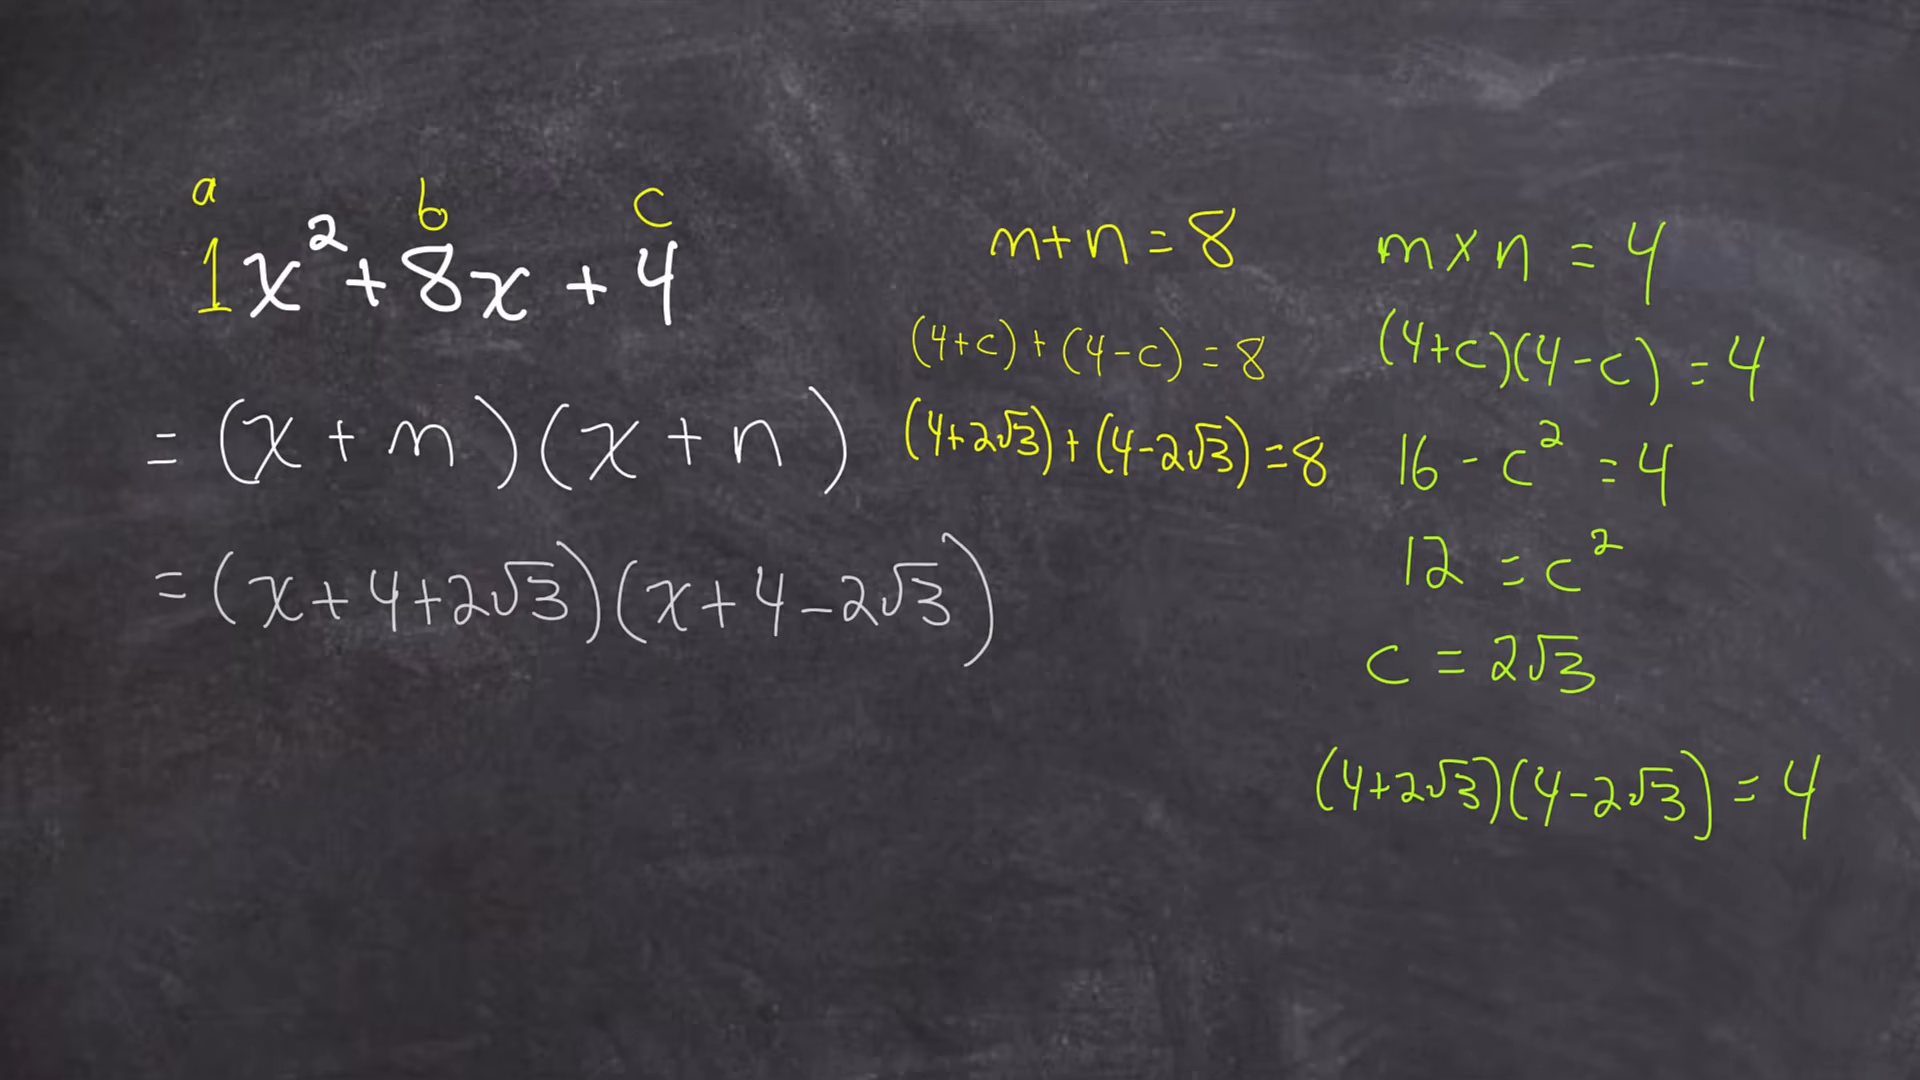 a b c
1x² + 8x + 4
= (x + m)(x + n)
= (x + 4 + 2√3)(x + 4 - 2√3)
m + n = 8
(4 + c) + (4 - c) = 8
(4 + 2√3) + (4 - 2√3) = 8
m × n = 4
(4 + c)(4 - c) = 4
16 - c² = 4
12 = c²
c = 2√3
(4 + 2√3)(4 - 2√3) = 4